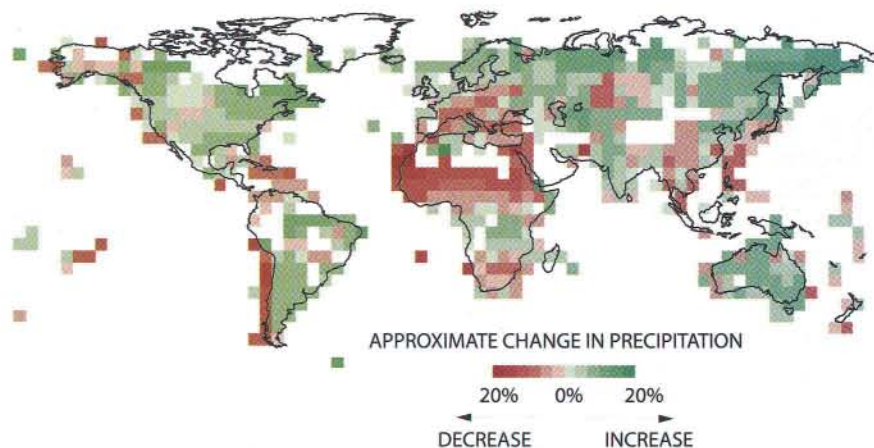 APPROXIMATE CHANGE IN PRECIPITATION
20% 0% 20%
DECREASE INCREASE